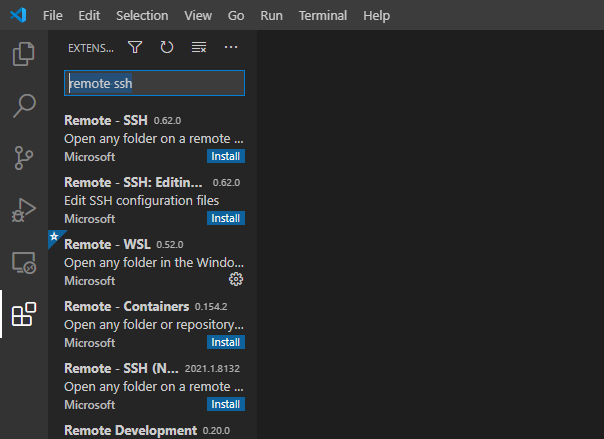 File Edit Selection View Go Run Terminal Help
EXTENS...
remote ssh
Remote - SSH 0.62.0
Open any folder on a remote ...
Microsoft Install
Remote - SSH: Editin... 0.62.0
Edit SSH configuration files
Microsoft Install
Remote - WSL 0.52.0
Open any folder in the Windo...
Microsoft
Remote - Containers 0.154.2
Open any folder or repository...
Microsoft Install
Remote - SSH (N... 2021.1.8132
Open any folder on a remote ...
Microsoft Install
Remote Development 0.20.0